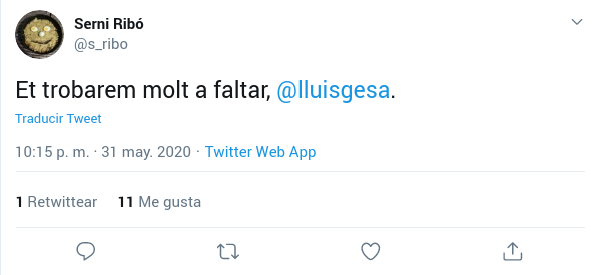 Serni Ribó
@s_ribo
Et trobarem molt a faltar, @lluisgesa.
Traducir Tweet
10:15 p. m. · 31 may. 2020 · Twitter Web App
1 Retwittear 11 Me gusta